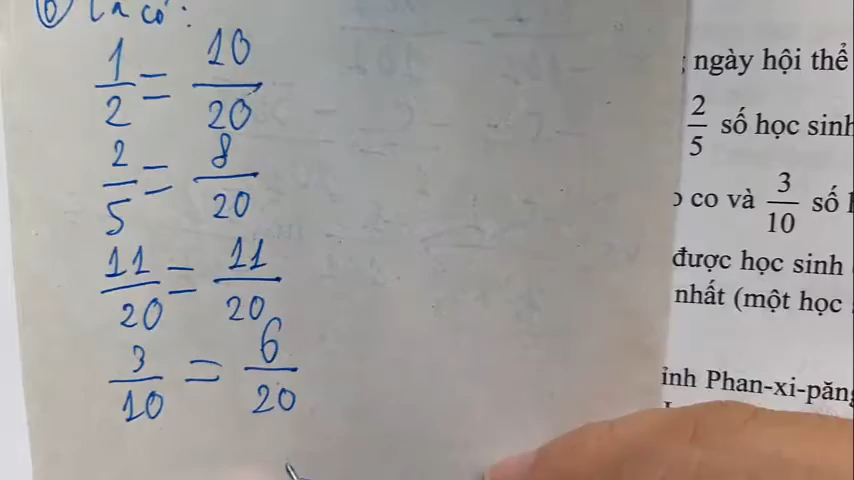 b) Ta có:
1/2 = 10/20
2/5 = 8/20
11/20 = 11/20
3/10 = 6/20
ngày hội thể
2/5 số học sinh
co và 3/10 số
được học sinh
nhất (một học
ỉnh Phan-xi-păng